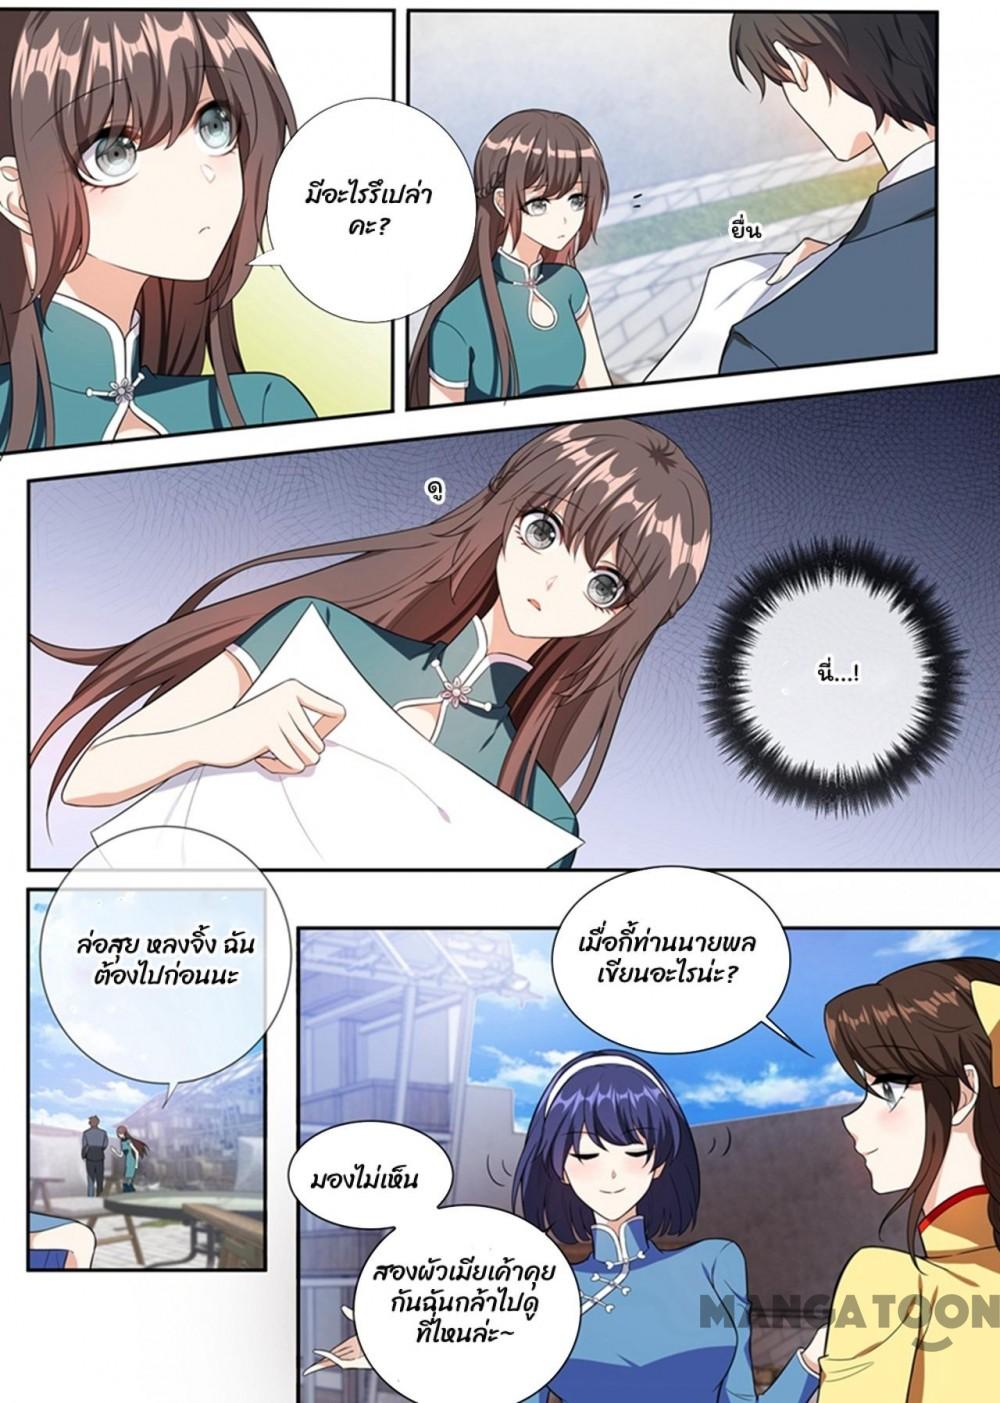 มีอะไรรึเปล่า
คะ?
ยื่น
ดู
นี่...!
ล่อสุย หลงจิ้ง ฉัน
ต้องไปก่อนนะ
เมื่อกี้ท่านนายพล
เขียนอะไรน่ะ?
มองไม่เห็น
สองผัวเมียเค้าคุย
กันฉันกล้าไปดู
ที่ไหนล่ะ~
MANGATOON